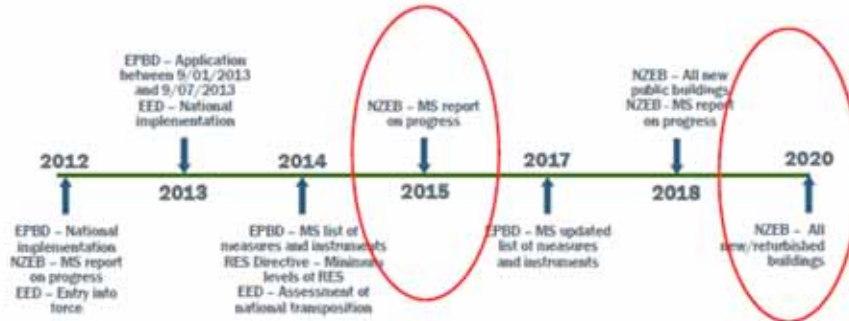 EPBD – Application
between 9/01/2013
and 9/07/2013
EED – National
implementation
NZEB – MS report
on progress
NZEB – All new
public buildings
NZEB – MS report
on progress
2012
2014
2017
2020
2013
2015
2018
EPBD – National
implementation
NZEB – MS report
on progress
EED – Entry into
force
EPBD – MS list of
measures and instruments
RES Directive – Minimum
levels of RES
EED – Assessment of
national transposition
EPBD – MS updated
list of measures
and instruments
NZEB – All
new/refurbished
buildings